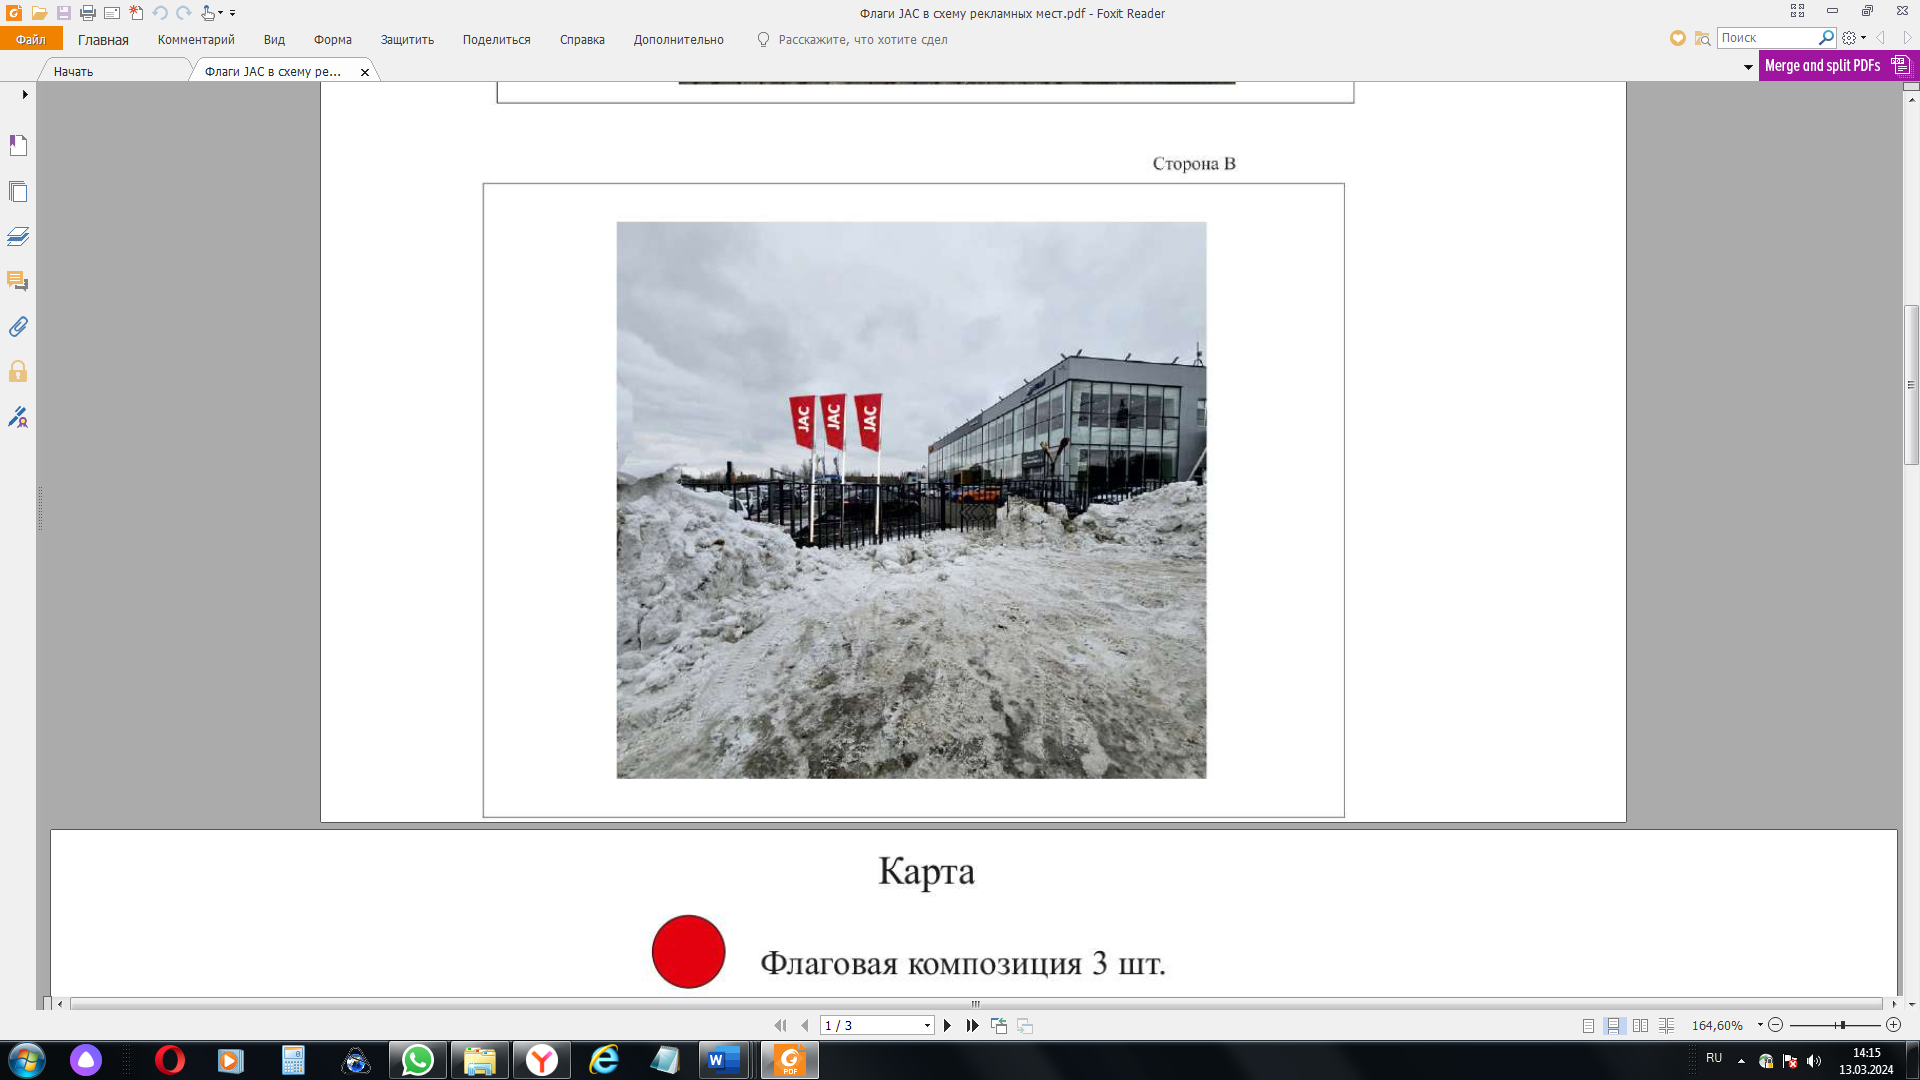 Флаги JAC в схему рекламных мест.pdf - Foxit Reader
Файл
Главная
Комментарий
Вид
Форма
Защитить
Поделиться
Справка
Дополнительно
Расскажите, что хотите сдел
Поиск
Начать
Флаги JAC в схему ре...
Merge and split PDFs
Сторона В
JAC
JAC
JAC
Карта
Флаговая композиция 3 шт.
1 / 3
164,60%
RU
14:15
13.03.2024